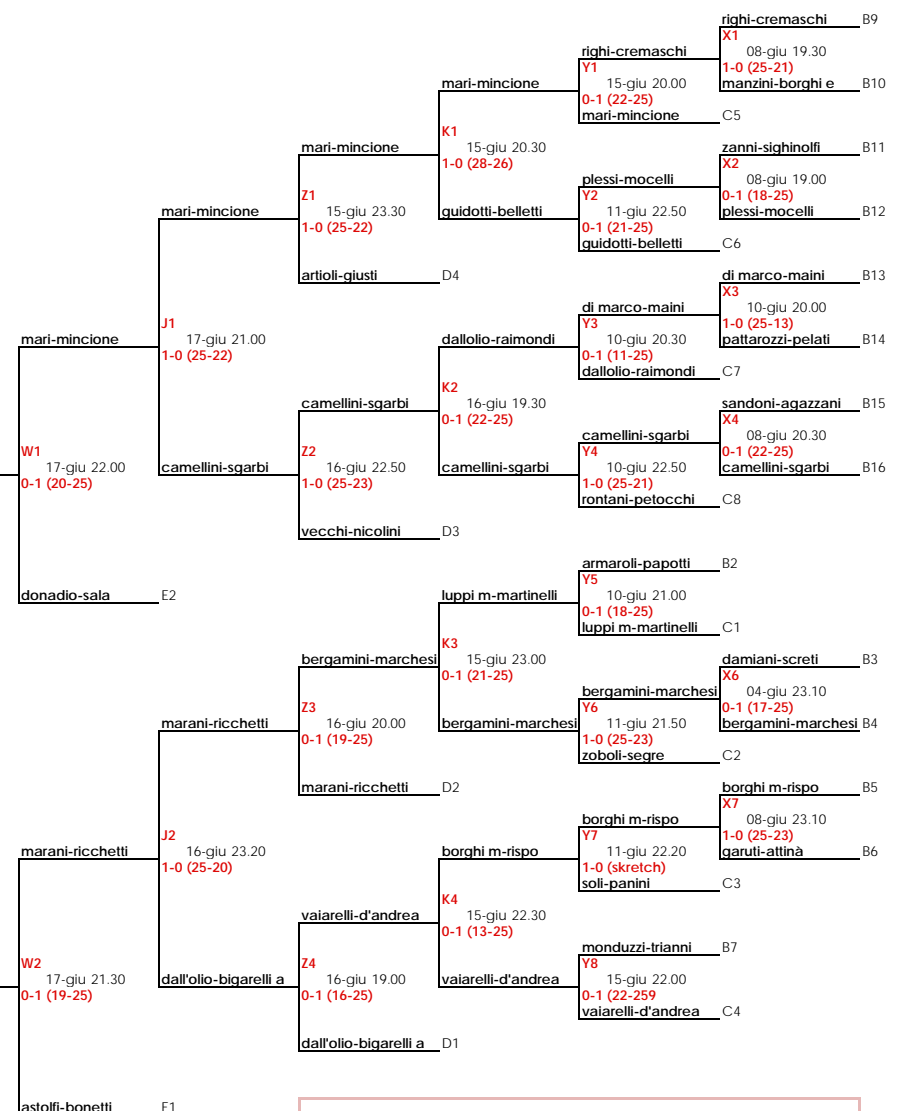 righi-cremaschi B9
X1
righi-cremaschi 08-giu 19.30
Y1 1-0 (25-21)
mari-mincione 15-giu 20.00 manzini-borghi e B10
0-1 (22-25)
mari-mincione C5
K1
mari-mincione 15-giu 20.30 zanni-sighinolfi B11
1-0 (28-26) X2
plessi-mocelli 08-giu 19.00
Z1 Y2 0-1 (18-25)
mari-mincione 15-giu 23.30 guidotti-belletti 11-giu 22.50 plessi-mocelli B12
1-0 (25-22) 0-1 (21-25)
guidotti-belletti C6
artioli-giusti D4 di marco-maini B13
X3
di marco-maini 10-giu 20.00
J1 Y3 1-0 (25-13)
mari-mincione 17-giu 21.00 dallolio-raimondi 10-giu 20.30 pattarozzi-pelati B14
1-0 (25-22) 0-1 (11-25)
dallolio-raimondi C7
K2
camellini-sgarbi 16-giu 19.30 sandoni-agazzani B15
0-1 (22-25) X4
camellini-sgarbi 08-giu 20.30
W1 Z2 Y4 0-1 (22-25)
17-giu 22.00 camellini-sgarbi 16-giu 22.50 camellini-sgarbi 10-giu 22.50 camellini-sgarbi B16
0-1 (20-25) 1-0 (25-23) 1-0 (25-21)
rontani-petocchi C8
vecchi-nicolini D3
armaroli-papotti B2
Y5
donadio-sala E2 luppi m-martinelli 10-giu 21.00
0-1 (18-25)
luppi m-martinelli C1
K3
bergamini-marchesi 15-giu 23.00 damiani-screti B3
0-1 (21-25) X6
bergamini-marchesi 04-giu 23.10
Z3 Y6 0-1 (17-25)
marani-ricchetti 16-giu 20.00 bergamini-marchesi 11-giu 21.50 bergamini-marchesi B4
0-1 (19-25) 1-0 (25-23)
zoboli-segre C2
marani-ricchetti D2 borghi m-rispo B5
X7
borghi m-rispo 08-giu 23.10
J2 Y7 1-0 (25-23)
marani-ricchetti 16-giu 23.20 borghi m-rispo 11-giu 22.20 garuti-attinà B6
1-0 (25-20) 1-0 (skretch)
soli-panini C3
K4
vaiarelli-d'andrea 15-giu 22.30
0-1 (13-25)
monduzzi-trianni B7
W2 Z4 Y8
17-giu 21.30 dall'olio-bigarelli a 16-giu 19.00 vaiarelli-d'andrea 15-giu 22.00
0-1 (19-25) 0-1 (16-25) 0-1 (22-259
vaiarelli-d'andrea C4
dall'olio-bigarelli a D1
astolfi-bonetti E1